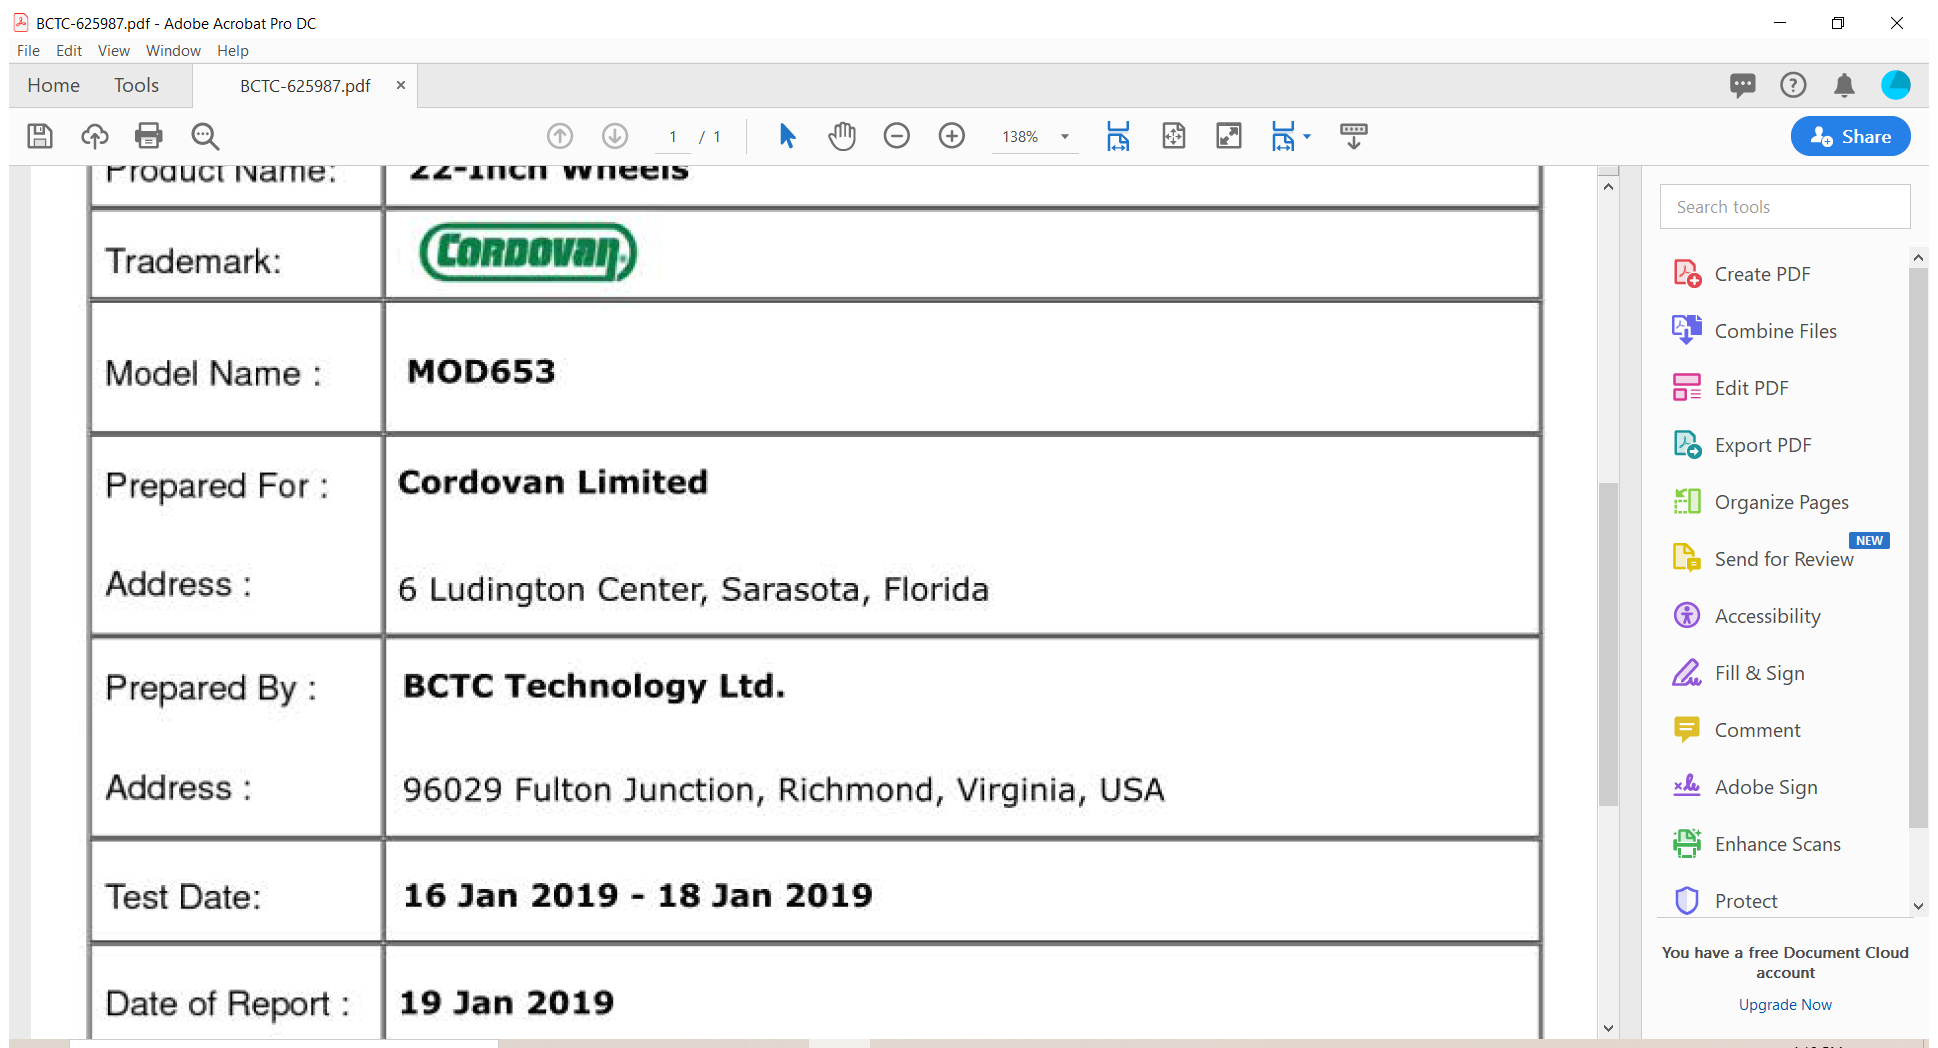 BCTC-625987.pdf - Adobe Acrobat Pro DC
File Edit View Window Help
Home Tools BCTC-625987.pdf ×
1 / 1 138% Share
Product Name: 22-Inch Wheels
Trademark: CORDOVAN
Model Name : MOD653
Prepared For : Cordovan Limited
Address : 6 Ludington Center, Sarasota, Florida
Prepared By : BCTC Technology Ltd.
Address : 96029 Fulton Junction, Richmond, Virginia, USA
Test Date: 16 Jan 2019 - 18 Jan 2019
Date of Report : 19 Jan 2019
Search tools
Create PDF
Combine Files
Edit PDF
Export PDF
Organize Pages
NEW
Send for Review
Accessibility
Fill & Sign
Comment
Adobe Sign
Enhance Scans
Protect
You have a free Document Cloud
account
Upgrade Now